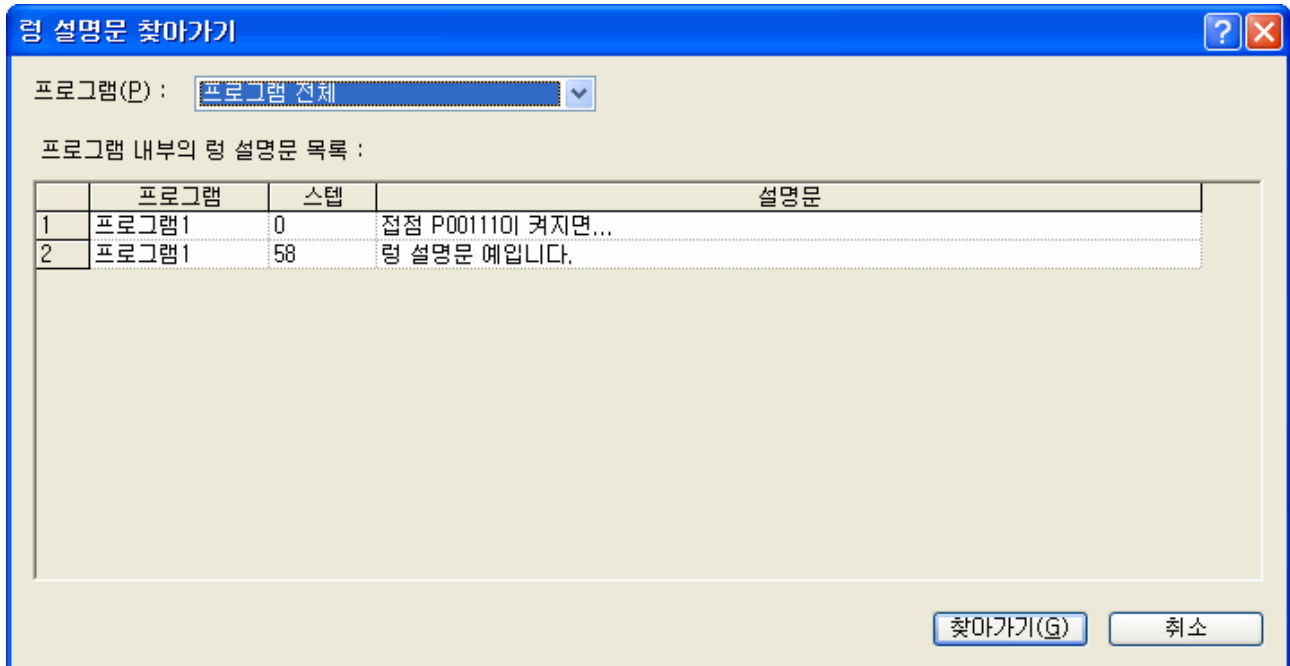 렁 설명문 찾아가기
프로그램(P) : 프로그램 전체
프로그램 내부의 렁 설명문 목록 :
프로그램 스텝 설명문
1 프로그램1 0 접점 P00111이 켜지면...
2 프로그램1 58 렁 설명문 예입니다.
찾아가기(G) 취소